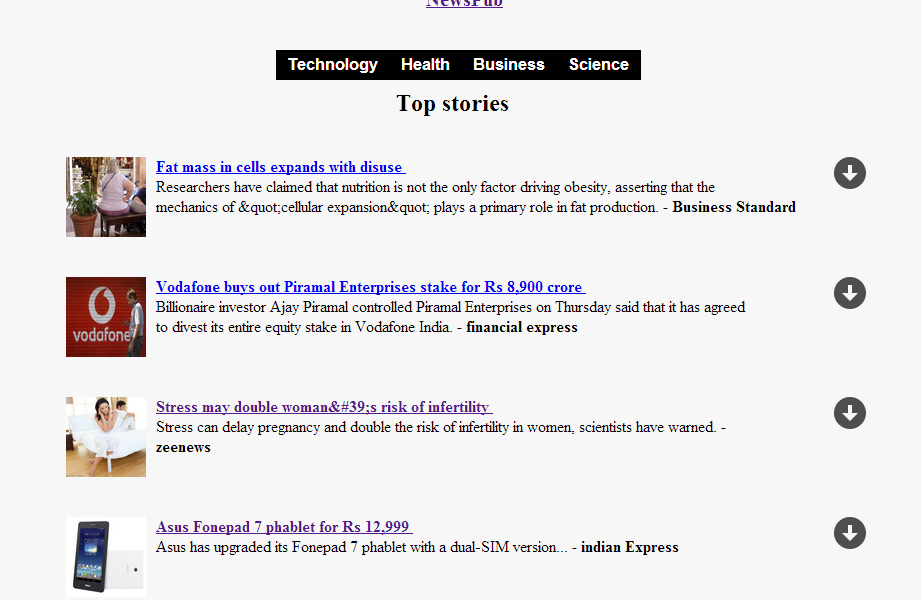 NewsPub
Technology Health Business Science
Top stories
Fat mass in cells expands with disuse
Researchers have claimed that nutrition is not the only factor driving obesity, asserting that the
mechanics of &quot;cellular expansion&quot; plays a primary role in fat production. - Business Standard
Vodafone buys out Piramal Enterprises stake for Rs 8,900 crore
Billionaire investor Ajay Piramal controlled Piramal Enterprises on Thursday said that it has agreed
to divest its entire equity stake in Vodafone India. - financial express
vodafone
Stress may double woman&#39;s risk of infertility
Stress can delay pregnancy and double the risk of infertility in women, scientists have warned. -
zeenews
Asus Fonepad 7 phablet for Rs 12,999
Asus has upgraded its Fonepad 7 phablet with a dual-SIM version... - indian Express